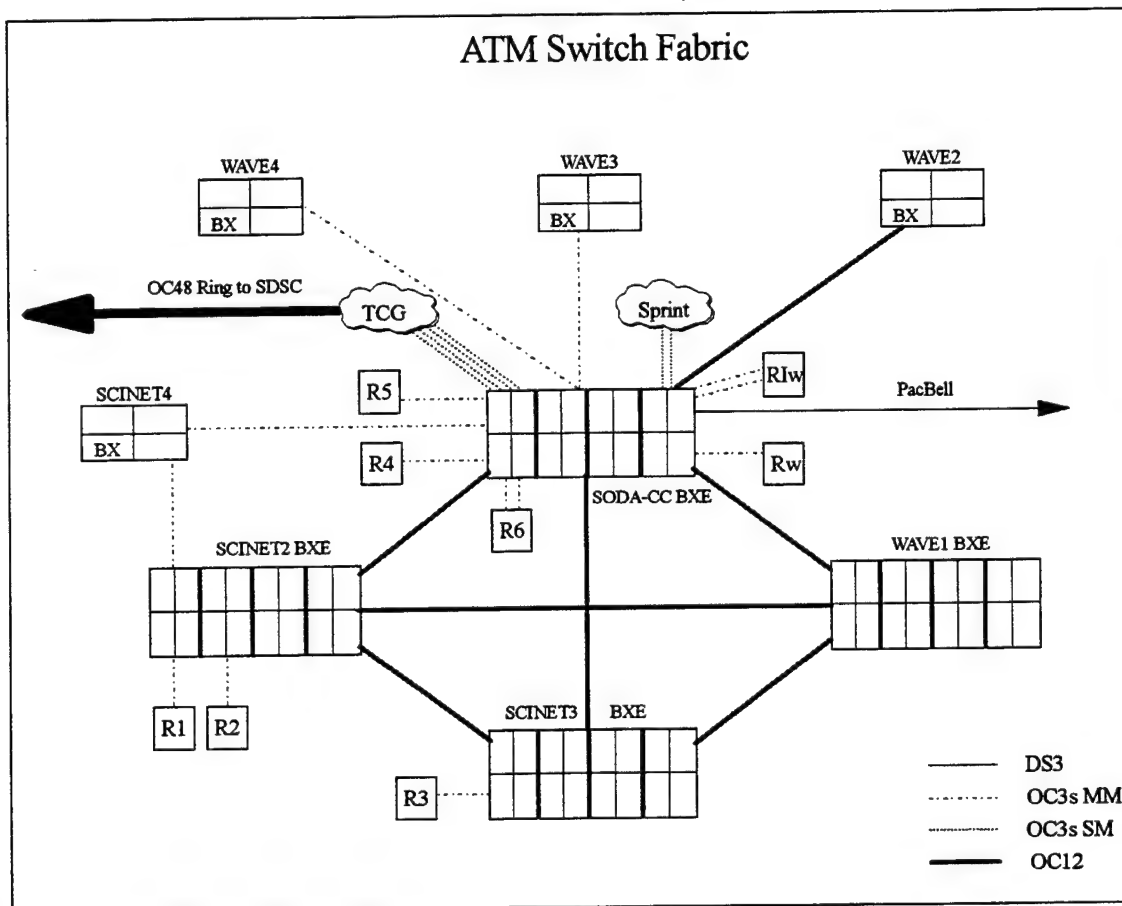 ATM Switch Fabric
WAVE4
WAVE3
WAVE2
BX
BX
BX
OC48 Ring to SDSC
TCG
Sprint
SCINET4
R5
RIw
PacBell
BX
R4
Rw
SODA-CC BXE
R6
SCINET2 BXE
WAVE1 BXE
R1
R2
SCINET3 BXE
R3
DS3
OC3s MM
OC3s SM
OC12